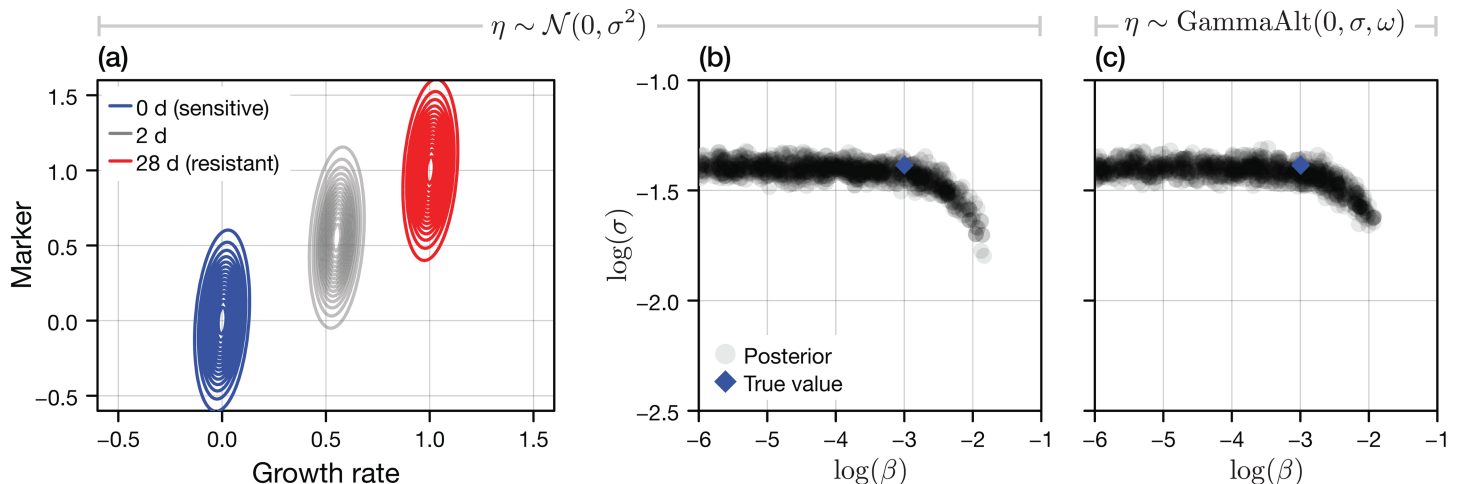 η ∼ 𝒩(0, σ²)
η ∼ GammaAlt(0, σ, ω)
(a)
(b)
(c)
0 d (sensitive)
2 d
28 d (resistant)
1.5
1.0
0.5
0.0
−0.5
Marker
−0.5 0.0 0.5 1.0 1.5
Growth rate
−1.0
−1.5
−2.0
−2.5
log(σ)
Posterior
True value
−6 −5 −4 −3 −2 −1
log(β)
−6 −5 −4 −3 −2 −1
log(β)